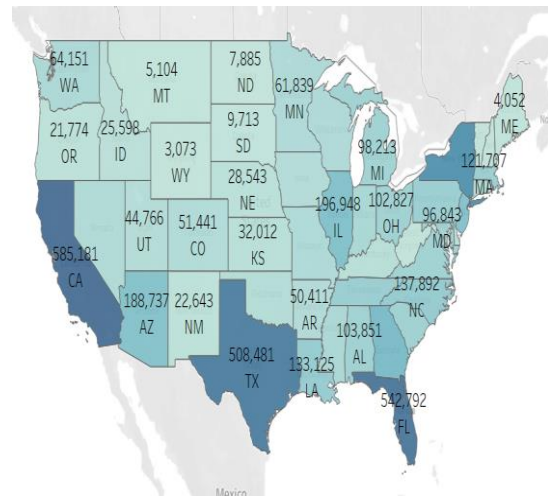 64,151
WA
5,104
MT
7,885
ND
61,839
MN
4,052
ME
21,774
OR
25,598
ID
9,713
SD
98,213
MI
121,707
MA
3,073
WY
28,543
NE
196,948
IL
102,827
OH
96,843
MD
44,766
UT
51,441
CO
32,012
KS
585,181
CA
137,892
NC
188,737
AZ
22,643
NM
50,411
AR
103,851
AL
508,481
TX
133,125
LA
542,792
FL
Mexico